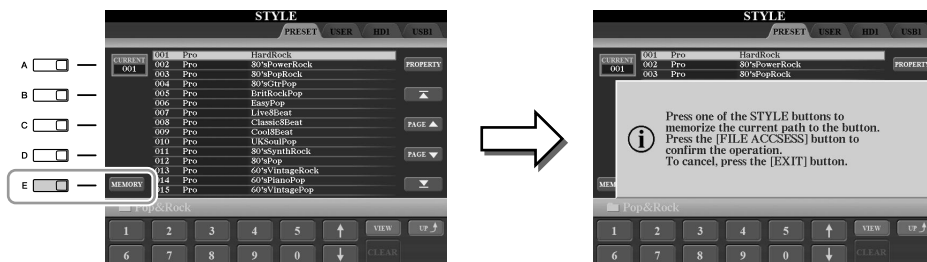 STYLE
PRESET USER HD1 USB1
A
B
C
D
E
CURRENT
001
001 Pro HardRock
002 Pro 80'sPowerRock
003 Pro 80'sPopRock
004 Pro 80'sGtrPop
005 Pro BritRockPop
006 Pro EasyPop
007 Pro Live8Beat
008 Pro Classic8Beat
009 Pro Cool8Beat
010 Pro UKSoulPop
011 Pro 80'sSynthRock
012 Pro 80'sPop
013 Pro 60'sVintageRock
014 Pro 60'sPianoPop
015 Pro 60'sVintagePop
PROPERTY
PAGE
PAGE
MEMORY
Pop&Rock
1 2 3 4 5 VIEW UP
6 7 8 9 0 CLEAR
STYLE
PRESET USER HD1 USB1
CURRENT
001
001 Pro HardRock
002 Pro 80'sPowerRock
003 Pro 80'sPopRock
PROPERTY
Press one of the STYLE buttons to
memorize the current path to the button.
Press the [FILE ACCSESS] button to
confirm the operation.
To cancel, press the [EXIT] button.
MEM
Pop&Rock
1 2 3 4 5 VIEW UP
6 7 8 9 0 CLEAR